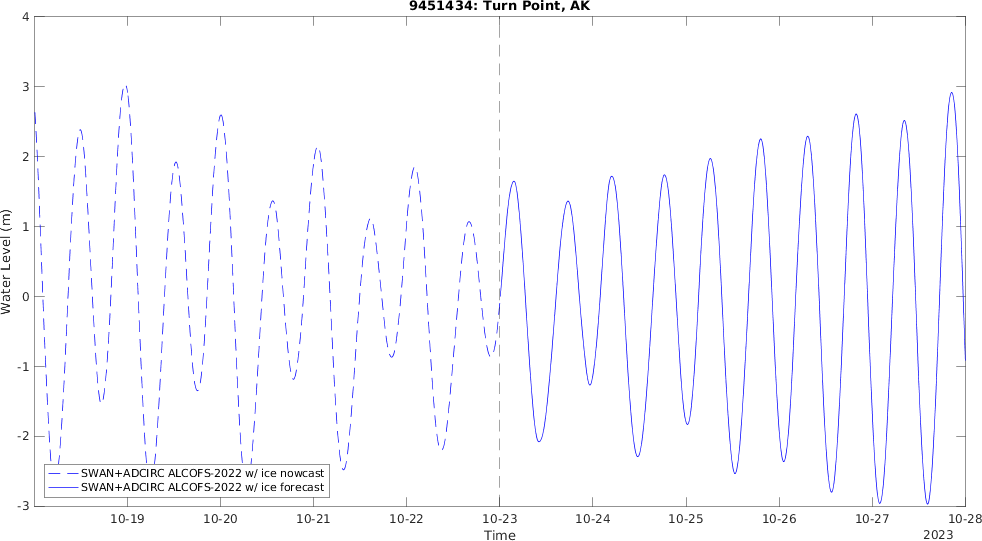 9451434: Turn Point, AK
4
3
2
1
0
-1
-2
-3
Water Level (m)
SWAN+ADCIRC ALCOFS-2022 w/ ice nowcast
SWAN+ADCIRC ALCOFS-2022 w/ ice forecast
10-19 10-20 10-21 10-22 10-23 10-24 10-25 10-26 10-27 10-28
Time
2023